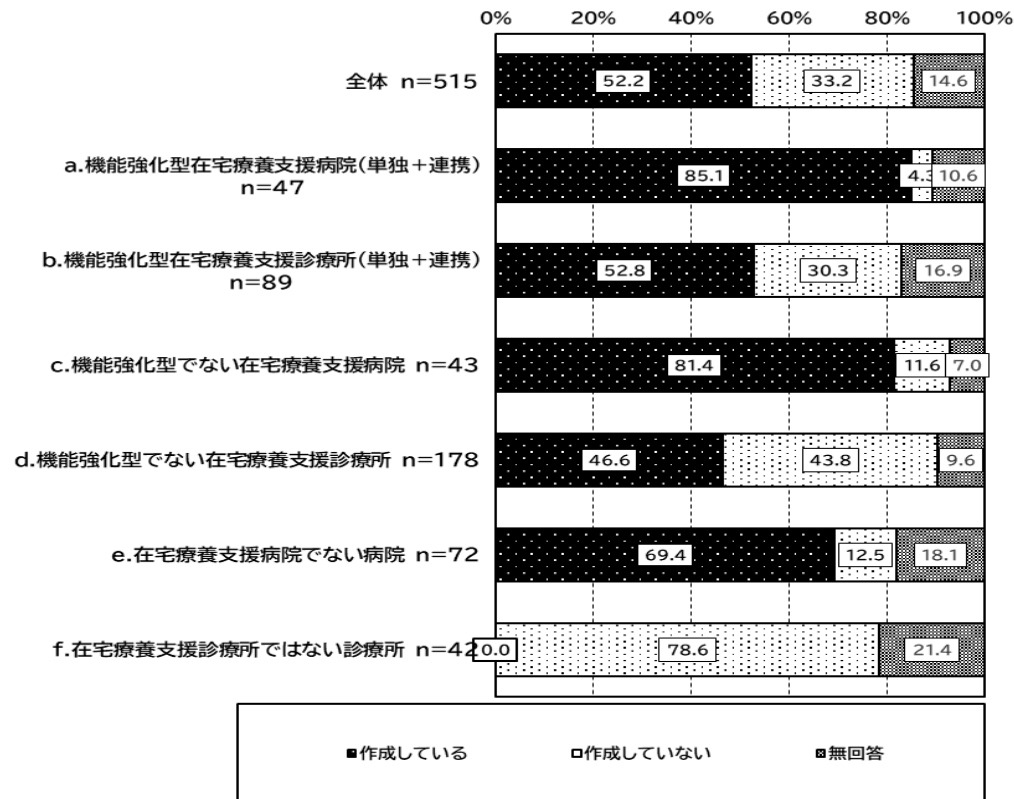 0% 20% 40% 60% 80% 100%
全体 n=515
52.2 33.2 14.6
a.機能強化型在宅療養支援病院(単独+連携)
n=47
85.1 4.3 10.6
b.機能強化型在宅療養支援診療所(単独+連携)
n=89
52.8 30.3 16.9
c.機能強化型でない在宅療養支援病院 n=43
81.4 11.6 7.0
d.機能強化型でない在宅療養支援診療所 n=178
46.6 43.8 9.6
e.在宅療養支援病院でない病院 n=72
69.4 12.5 18.1
f.在宅療養支援診療所ではない診療所 n=42
0.0 78.6 21.4
作成している 作成していない 無回答